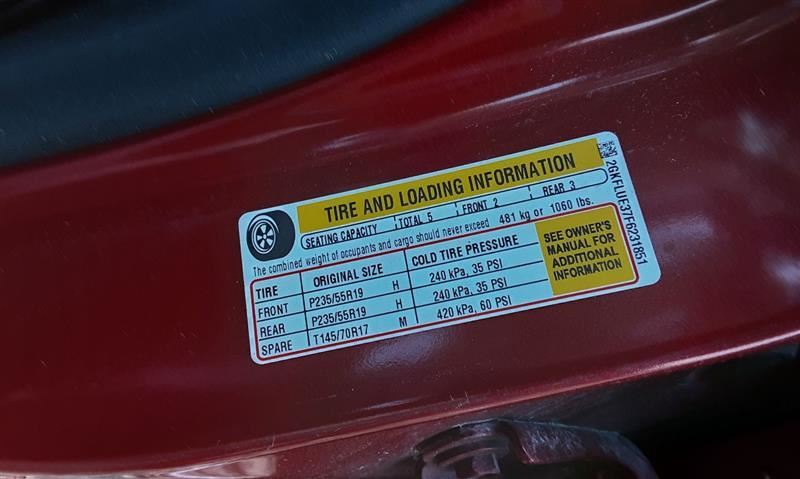 TIRE AND LOADING INFORMATION
SEATING CAPACITY TOTAL 5 FRONT 2 REAR 3
The combined weight of occupants and cargo should never exceed 481 kg or 1060 lbs.
TIRE ORIGINAL SIZE COLD TIRE PRESSURE
FRONT P235/55R19 H 240 kPa, 35 PSI
REAR P235/55R19 H 240 kPa, 35 PSI
SPARE T145/70R17 M 420 kPa, 60 PSI
SEE OWNER'S
MANUAL FOR
ADDITIONAL
INFORMATION
2GKFLUE37F6231851